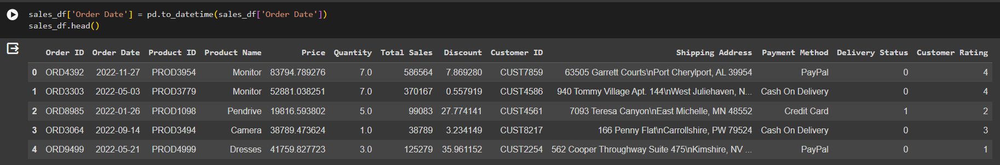 sales_df['Order Date'] = pd.to_datetime(sales_df['Order Date'])
sales_df.head()
Order ID Order Date Product ID Product Name Price Quantity Total Sales Discount Customer ID Shipping Address Payment Method Delivery Status Customer Rating
0 ORD4392 2022-11-27 PROD3954 Monitor 83794.789276 7.0 586564 7.869280 CUST7859 63505 Garrett Courts\nPort Cherylport, AL 39954 PayPal 0 4
1 ORD3303 2022-05-03 PROD3779 Monitor 52881.038251 7.0 370167 0.557919 CUST4586 940 Tommy Village Apt. 144\nWest Juliehaven, N... Cash On Delivery 0 4
2 ORD8985 2022-01-26 PROD1098 Pendrive 19816.593802 5.0 99083 27.774141 CUST4561 7093 Teresa Canyon\nEast Michelle, MN 48552 Credit Card 1 2
3 ORD3064 2022-09-14 PROD3494 Camera 38789.473624 1.0 38789 3.234149 CUST8217 166 Penny Flat\nCarrollshire, PW 79524 Cash On Delivery 0 3
4 ORD9499 2022-05-21 PROD4999 Dresses 41759.827723 3.0 125279 35.961152 CUST2254 562 Cooper Throughway Suite 475\nKimshire, NV ... PayPal 0 1